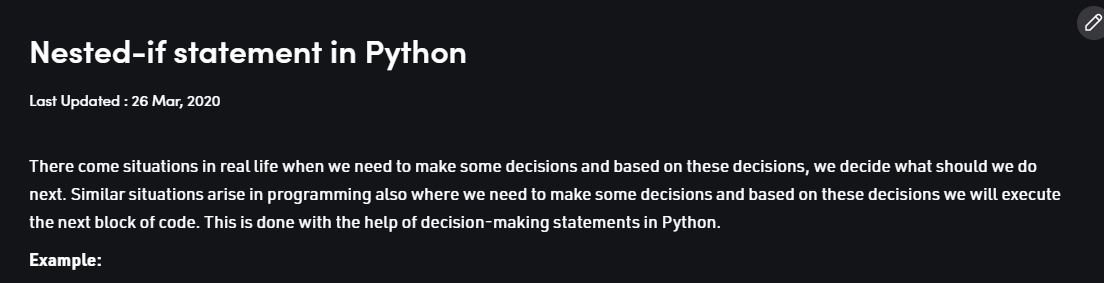 Nested-if statement in Python
Last Updated : 26 Mar, 2020
There come situations in real life when we need to make some decisions and based on these decisions, we decide what should we do
next. Similar situations arise in programming also where we need to make some decisions and based on these decisions we will execute
the next block of code. This is done with the help of decision-making statements in Python.
Example: